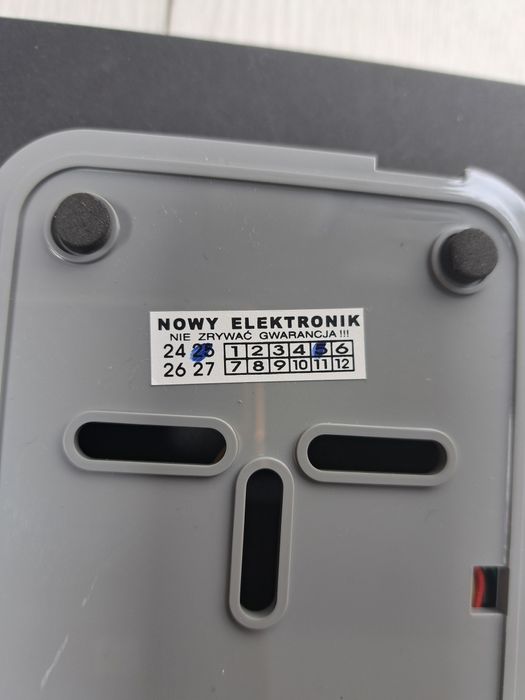 NOWY ELEKTRONIK
NIE ZRYWAĆ GWARANCJA!!!
24 25 1 2 3 4 5 6
26 27 7 8 9 10 11 12